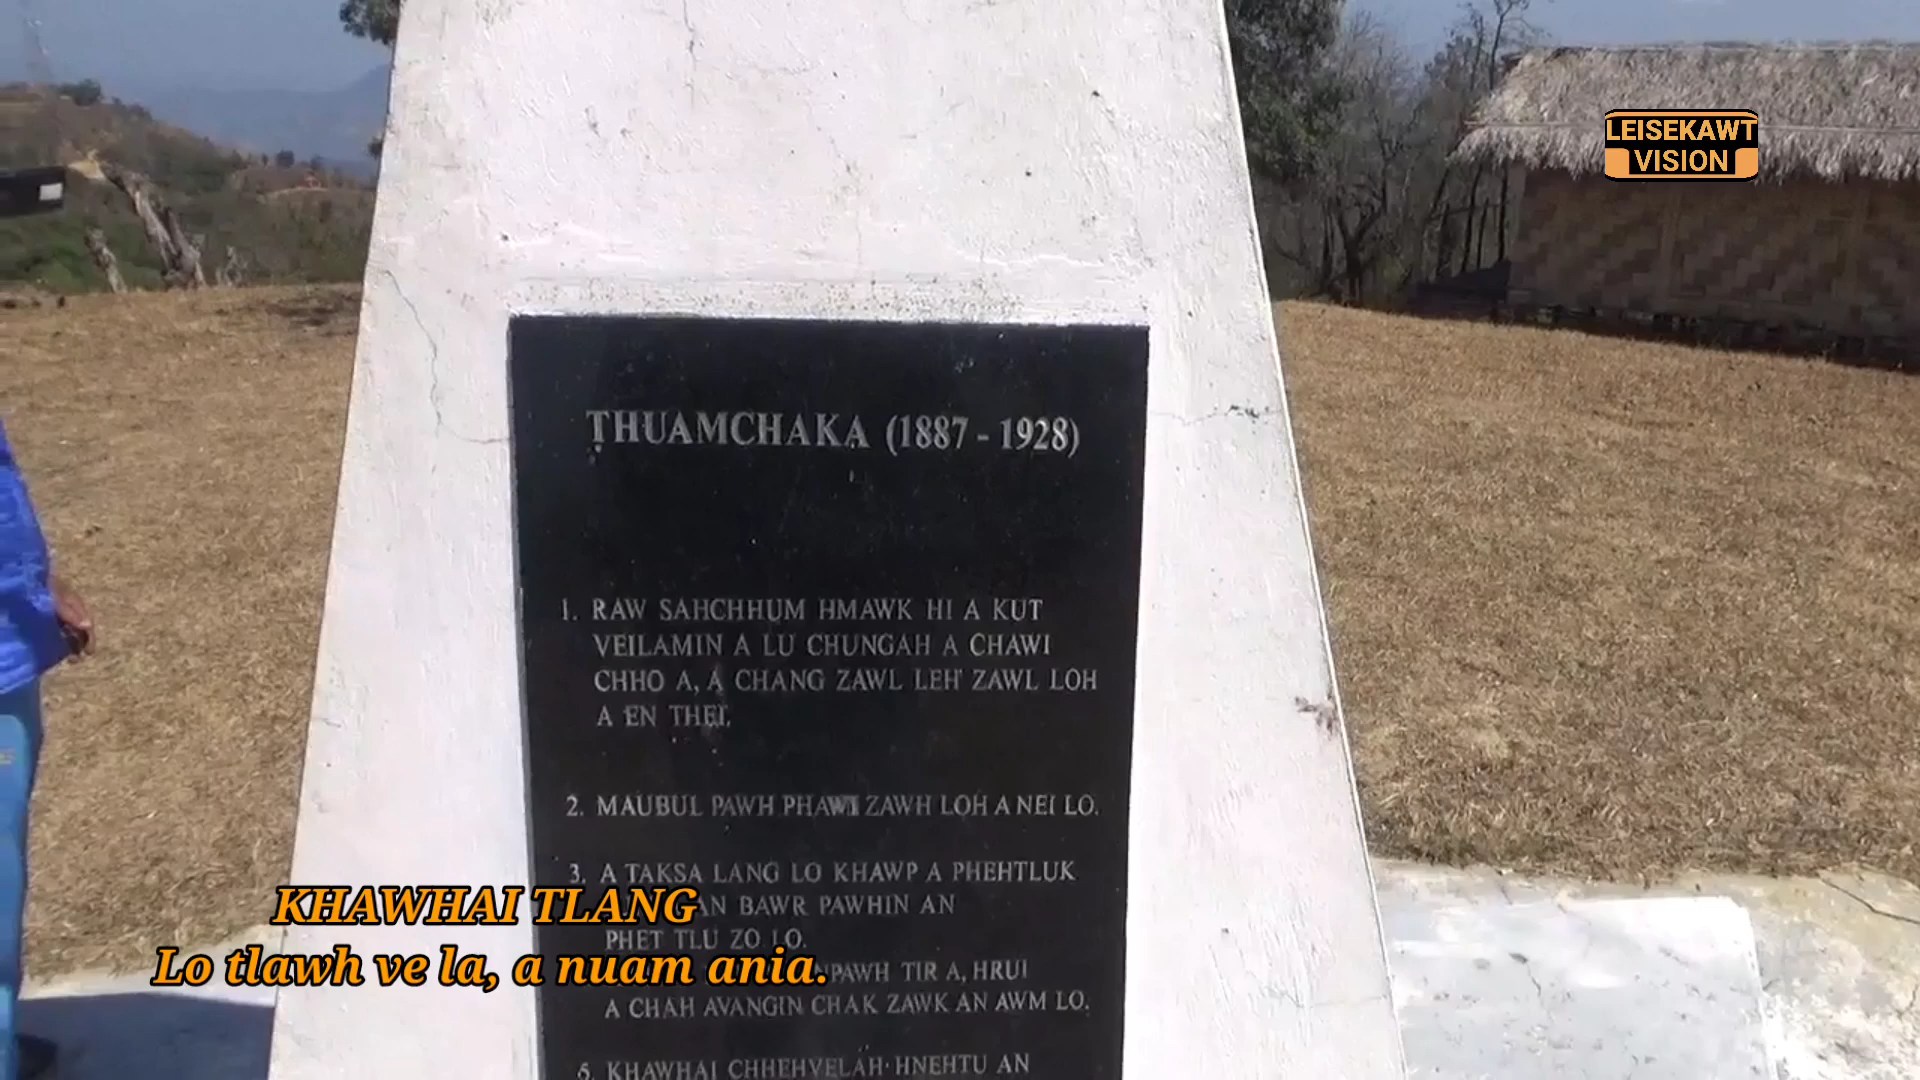 LEISEKAWT
VISION
ṬHUAMCHAKA (1887 - 1928)
1. RAW SAHCHHUM HMAWK HI A KUT
VEILAMIN A LU CHUNGAH A CHAWI
CHHO A, A CHANG ZAWL LEH ZAWL LOH
A EN THEI.
2. MAUBUL PAWH PHAWI ZAWH LOH A NEI LO.
3. A TAKSA LANG LO KHAWP A PHEHTLUK
AN BAWR PAWHIN AN
PHET TLU ZO LO.
PAWH TIR A, HRUI
A CHAH AVANGIN CHAK ZAWK AN AWM LO.
5. KHAWHAI CHHEHVELAH HNEHTU AN
KHAWHAI TLANG
Lo tlawh ve la, a nuam ania.